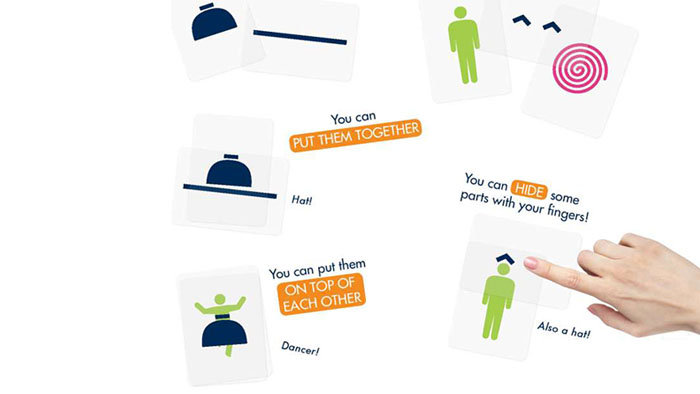 You can
PUT THEM TOGETHER
Hat!
You can HIDE some
parts with your fingers!
You can put them
ON TOP OF
EACH OTHER
Dancer!
Also a hat!